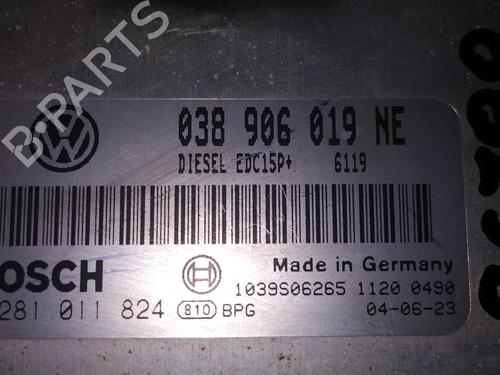 038 906 019 NE
DIESEL EDC15P+ 6119
BOSCH
Made in Germany
1039S06265 1120 0490
281 011 824 810 BPG
04-06-23
B-PARTS